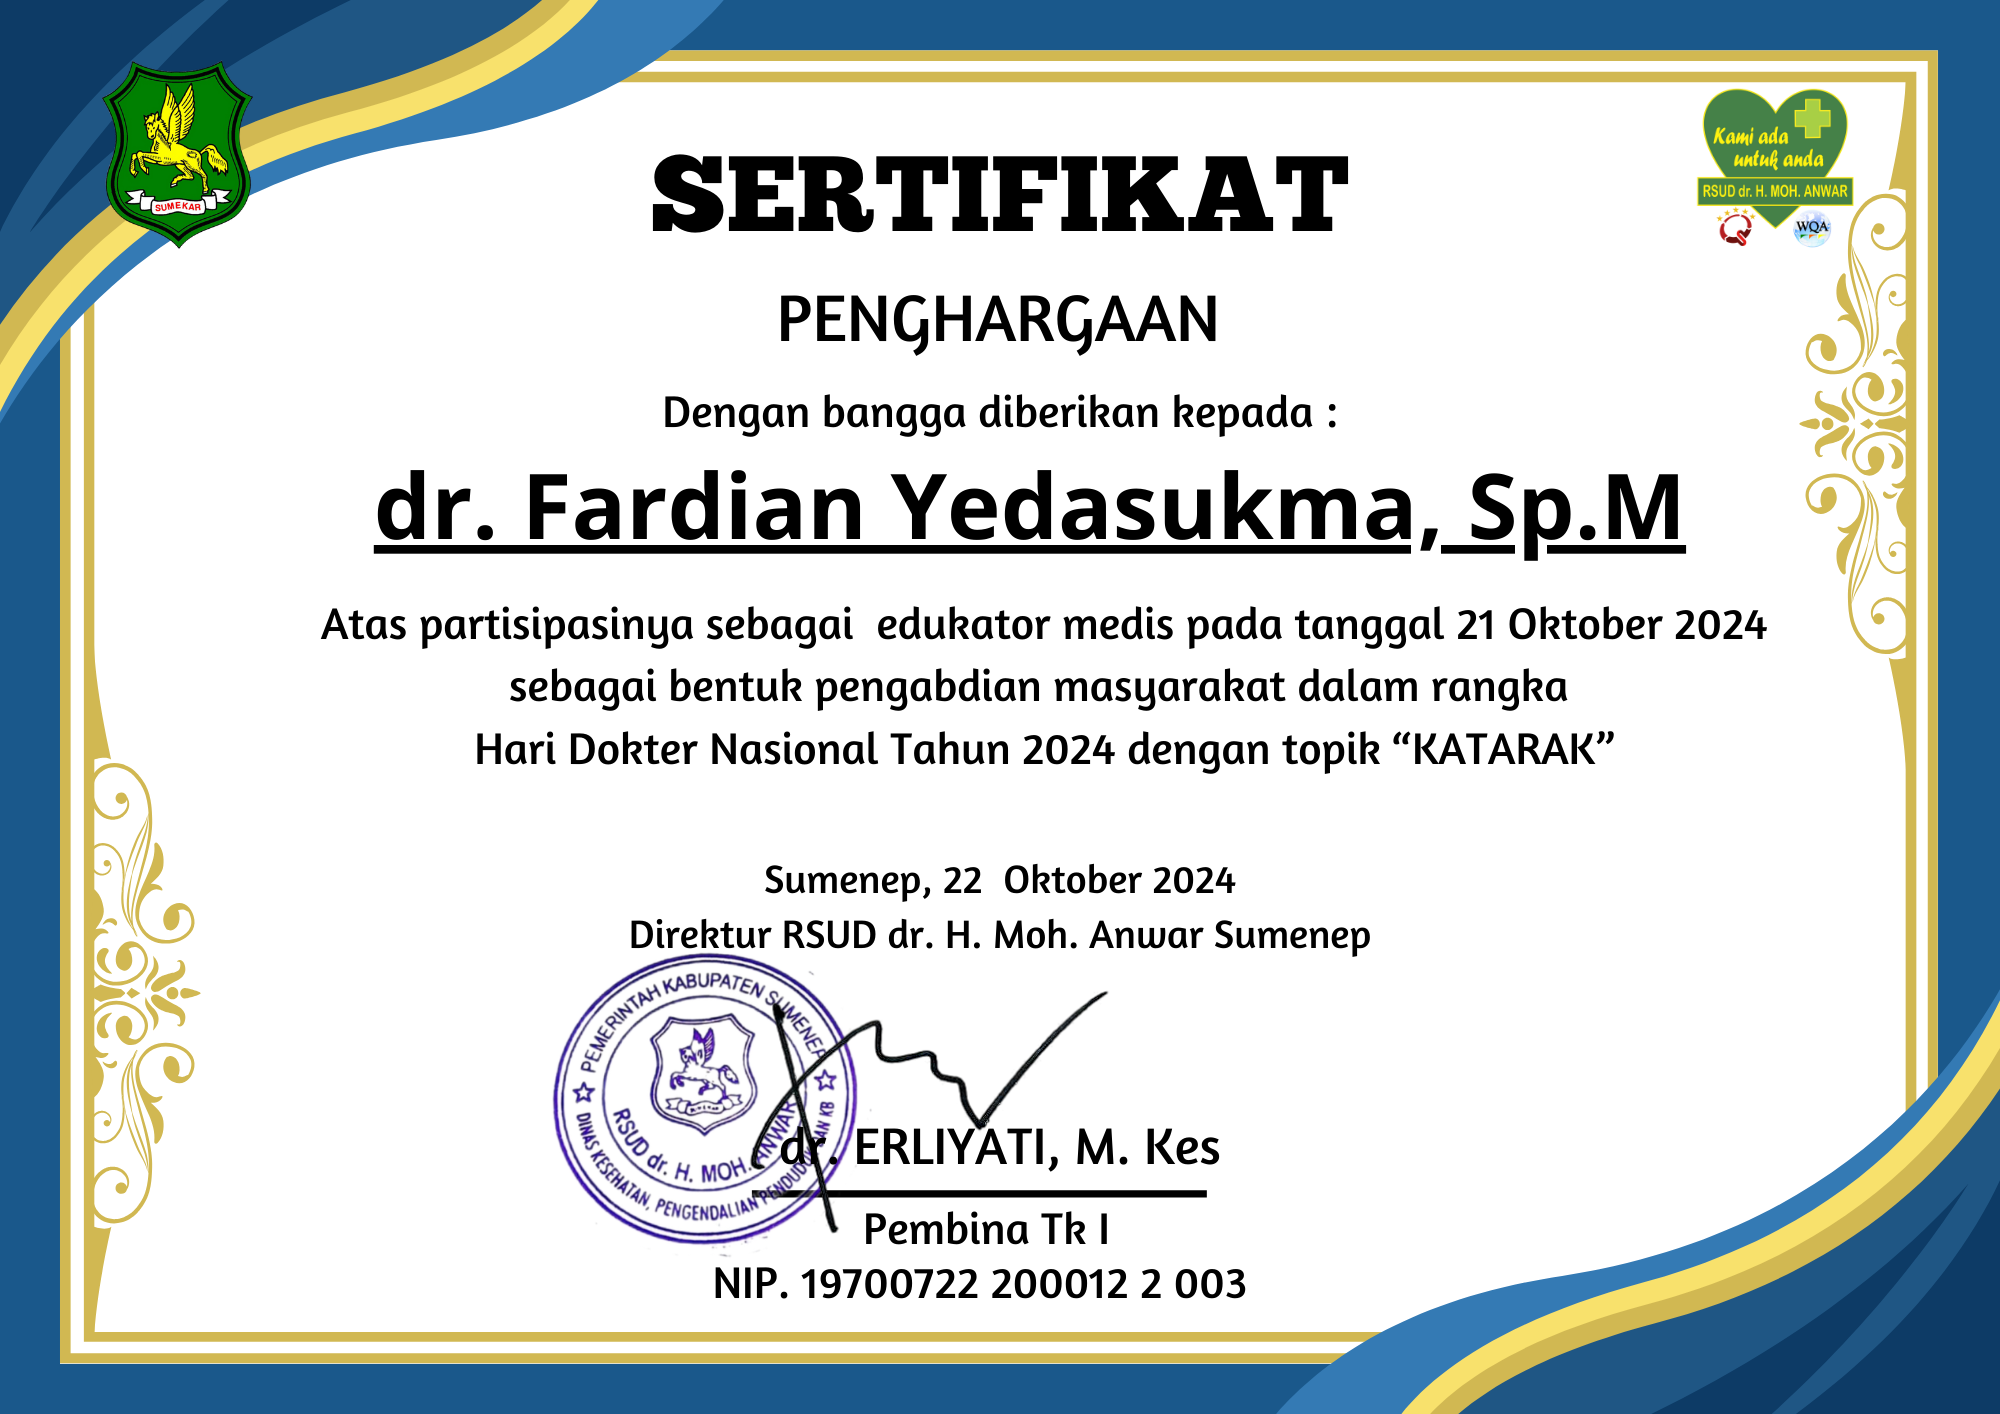 SUMEKAR
Kami ada
untuk anda
RSUD dr. H. MOH. ANWAR
WQA
SERTIFIKAT
PENGHARGAAN
Dengan bangga diberikan kepada :
dr. Fardian Yedasukma, Sp.M
Atas partisipasinya sebagai edukator medis pada tanggal 21 Oktober 2024
sebagai bentuk pengabdian masyarakat dalam rangka
Hari Dokter Nasional Tahun 2024 dengan topik “KATARAK”
Sumenep, 22 Oktober 2024
Direktur RSUD dr. H. Moh. Anwar Sumenep
PEMERINTAH KABUPATEN SUMENEP
RSUD dr. H. MOH. ANWAR
DINAS KESEHATAN, PENGENDALIAN PENDUDUK DAN KB
dr. ERLIYATI, M. Kes
Pembina Tk I
NIP. 19700722 200012 2 003